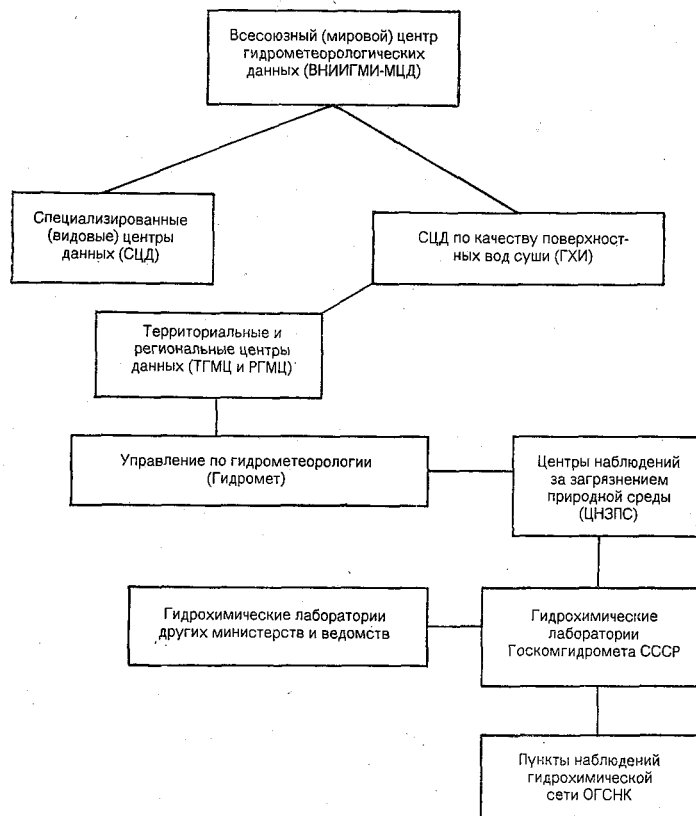 Всесоюзный (мировой) центр
гидрометеорологических
данных (ВНИИГМИ-МЦД)
Специализированные
(видовые) центры
данных (СЦД)
СЦД по качеству поверхност-
ных вод суши (ГХИ)
Территориальные и
региональные центры
данных (ТГМЦ и РГМЦ)
Управление по гидрометеорологии
(Гидромет)
Центры наблюдений
за загрязнением
природной среды
(ЦНЗПС)
Гидрохимические лаборатории
других министерств и ведомств
Гидрохимические
лаборатории
Госкомгидромета СССР
Пункты наблюдений
гидрохимической
сети ОГСНК